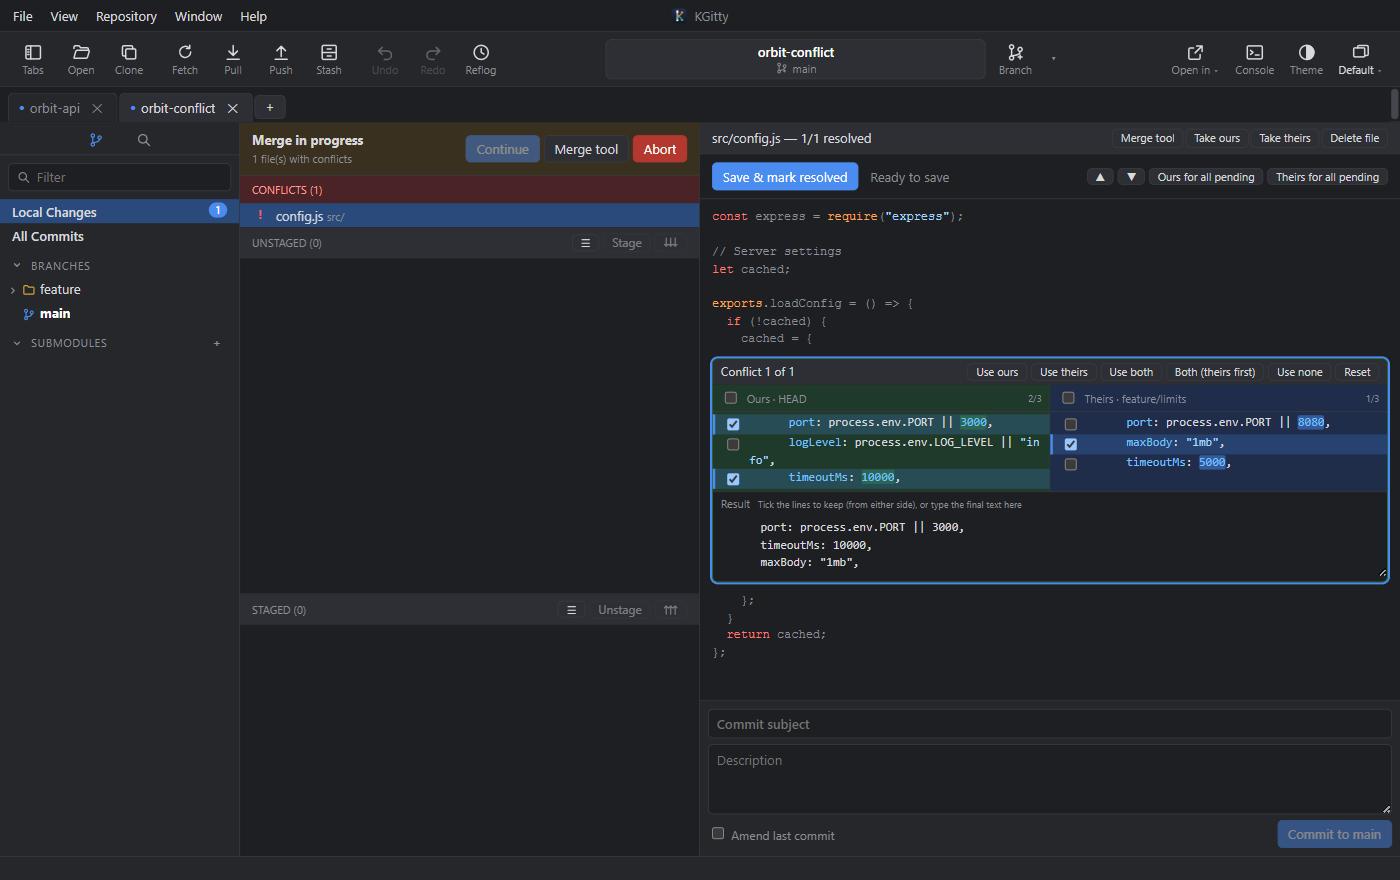 File View Repository Window Help
KGitty
Tabs Open Clone Fetch Pull Push Stash Undo Redo Reflog
orbit-conflict
main
Branch
Open in Console Theme Default
orbit-api
orbit-conflict
+
Filter
Local Changes 1
All Commits
BRANCHES
feature
main
SUBMODULES +
Merge in progress
1 file(s) with conflicts
Continue Merge tool Abort
CONFLICTS (1)
! config.js src/
UNSTAGED (0) Stage
STAGED (0) Unstage
src/config.js — 1/1 resolved
Merge tool Take ours Take theirs Delete file
Save & mark resolved Ready to save
Ours for all pending Theirs for all pending
const express = require("express");
// Server settings
let cached;
exports.loadConfig = () => {
if (!cached) {
cached = {
Conflict 1 of 1 Use ours Use theirs Use both Both (theirs first) Use none Reset
Ours · HEAD 2/3
port: process.env.PORT || 3000,
logLevel: process.env.LOG_LEVEL || "in
fo",
timeoutMs: 10000,
Theirs · feature/limits 1/3
port: process.env.PORT || 8080,
maxBody: "1mb",
timeoutMs: 5000,
Result Tick the lines to keep (from either side), or type the final text here
port: process.env.PORT || 3000,
timeoutMs: 10000,
maxBody: "1mb",
};
}
return cached;
};
Commit subject
Description
Amend last commit
Commit to main